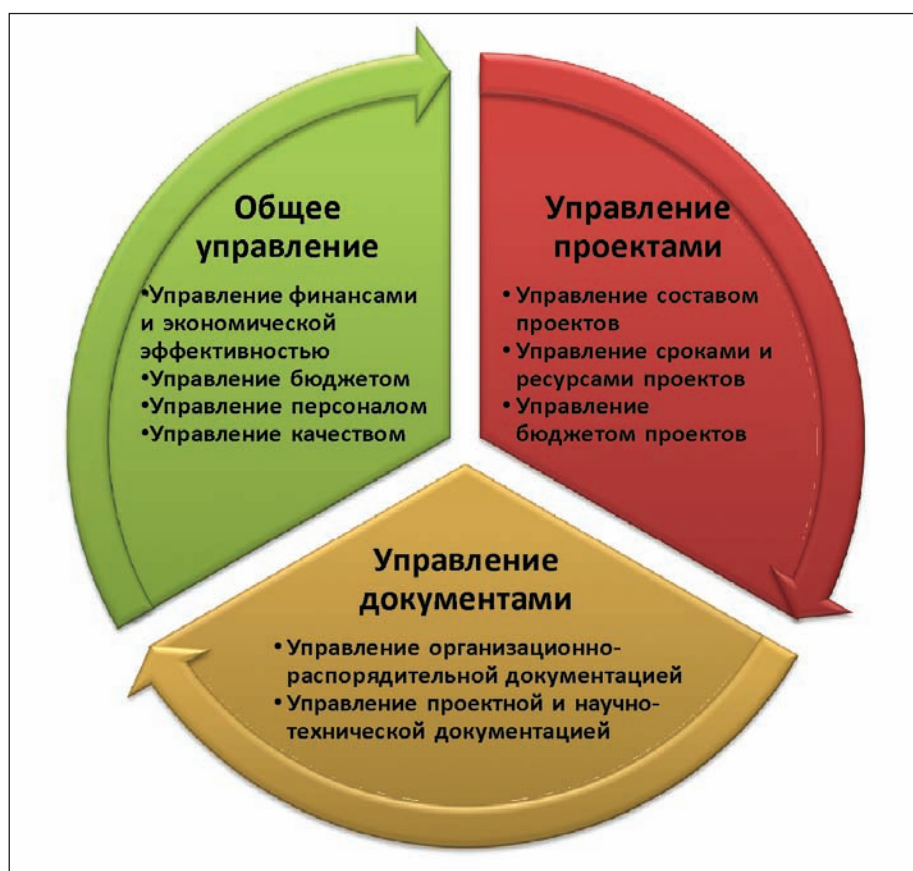 Общее
управление
•Управление финансами
и экономической
эффективностью
•Управление бюджетом
•Управление персоналом
•Управление качеством
Управление
проектами
• Управление составом
проектов
• Управление сроками и
ресурсами проектов
• Управление
бюджетом проектов
Управление
документами
• Управление организационно-
распорядительной документацией
• Управление проектной и научно-
технической документацией